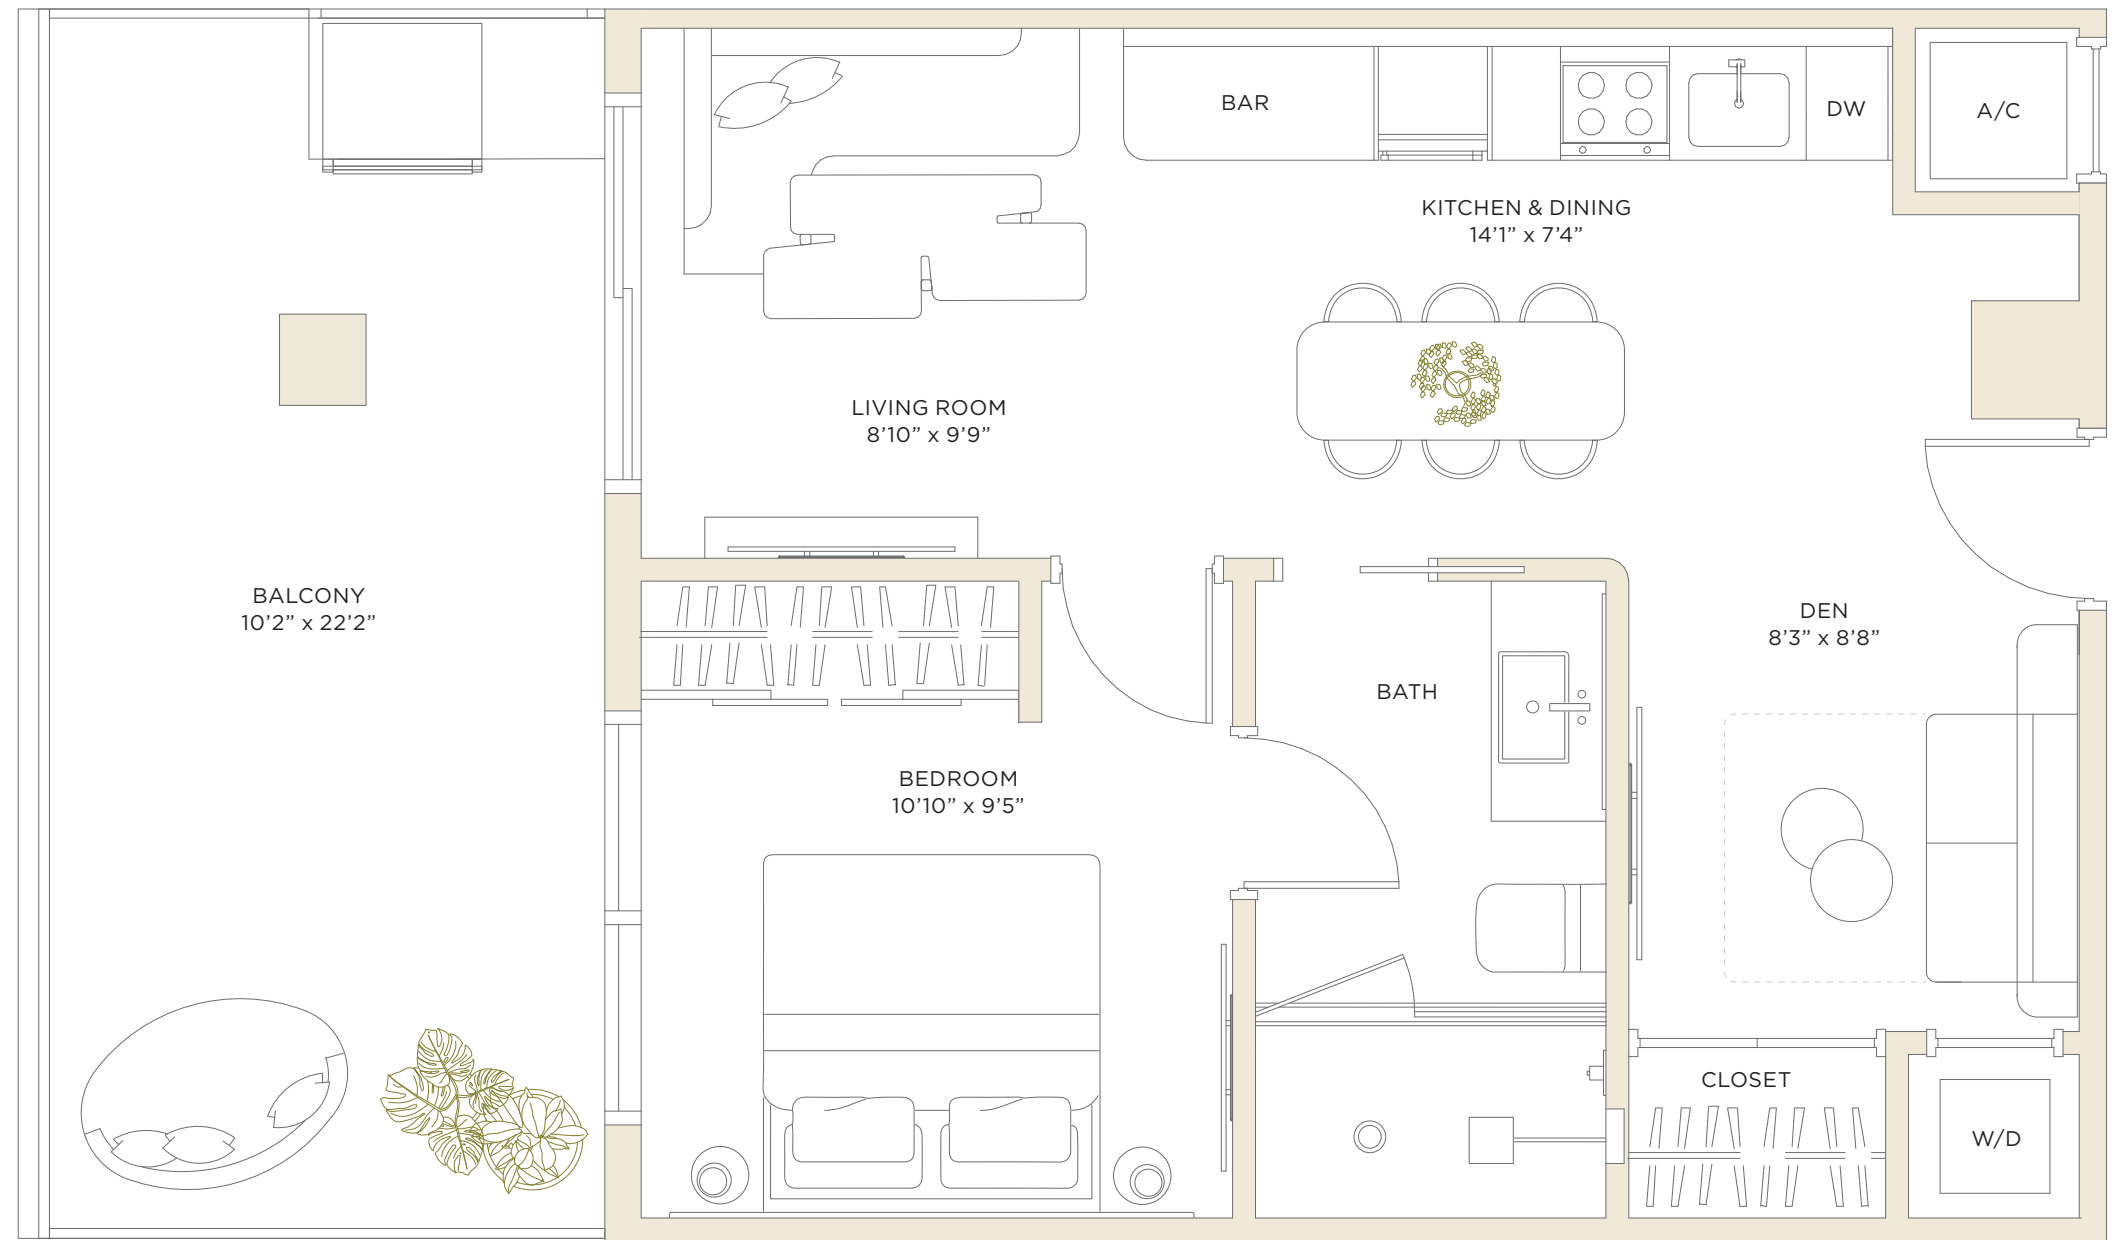 BAR
DW
A/C
KITCHEN & DINING
14’1” x 7’4”
LIVING ROOM
8’10” x 9’9”
BALCONY
10’2” x 22’2”
DEN
8’3” x 8’8”
BATH
BEDROOM
10’10” x 9’5”
CLOSET
W/D